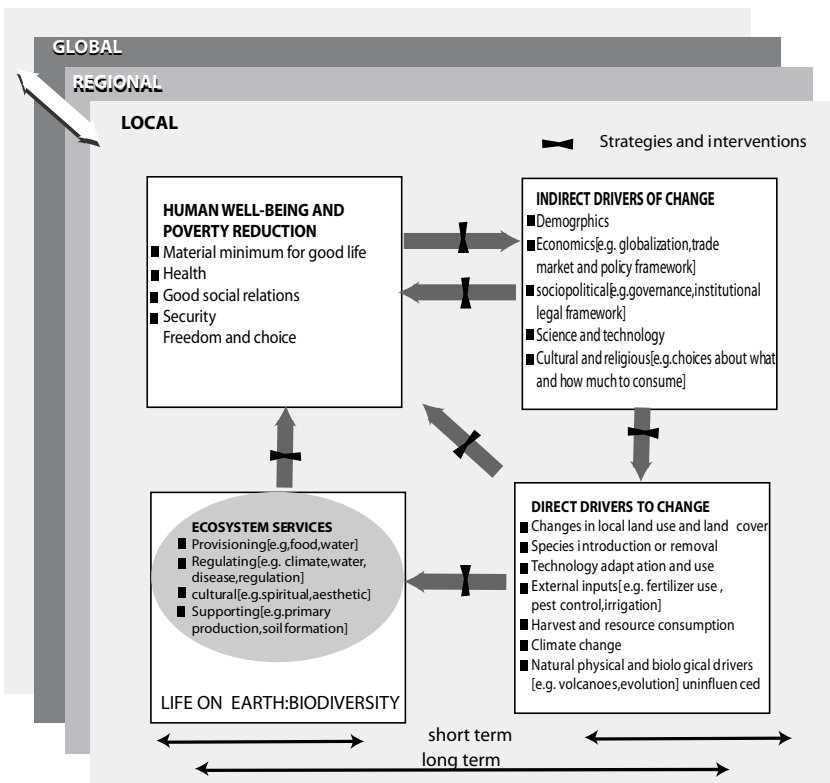 GLOBAL
REGIONAL
LOCAL
Strategies and interventions
HUMAN WELL-BEING AND
POVERTY REDUCTION
Material minimum for good life
Health
Good social relations
Security
Freedom and choice
INDIRECT DRIVERS OF CHANGE
Demogrphics
Economics[e.g. globalization,trade
market and policy framework]
sociopolitical[e.g.governance,institutional
legal framework]
Science and technology
Cultural and religious[e.g.choices about what
and how much to consume]
ECOSYSTEM SERVICES
Provisioning[e.g,food,water]
Regulating[e.g. climate,water,
disease,regulation]
cultural[e.g.spiritual,aesthetic]
Supporting[e.g.primary
production,soil formation]
LIFE ON EARTH:BIODIVERSITY
DIRECT DRIVERS TO CHANGE
Changes in local land use and land cover
Species introduction or removal
Technology adapt ation and use
External inputs[e.g. fertilizer use ,
pest control,irrigation]
Harvest and resource consumption
Climate change
Natural physical and biolo gical drivers
[e.g. volcanoes,evolution] uninfluen ced
short term
long term